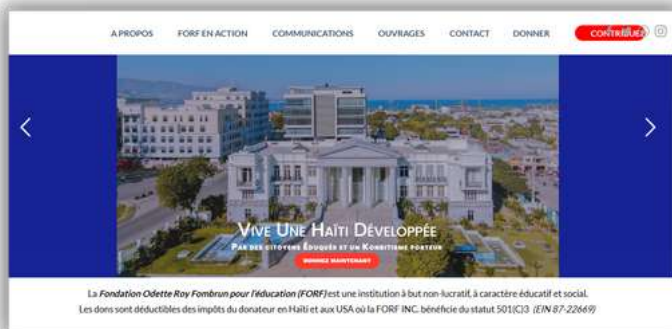 A PROPOS FORF EN ACTION COMMUNICATIONS OUVRAGES CONTACT DONNER CONTRIBUEZ
VIVE UNE HAÏTI DÉVELOPPÉE
PAR DES CITOYENS ÉDUQUÉS ET UN KONBITISME PORTEUR
DONNEZ MAINTENANT
La Fondation Odette Roy Fombrun pour l'éducation (FORF) est une institution à but non-lucratif, à caractère éducatif et social.
Les dons sont déductibles des impôts du donateur en Haïti et aux USA où la FORF INC. bénéficie du statut 501(C)3 (EIN 87-22669)